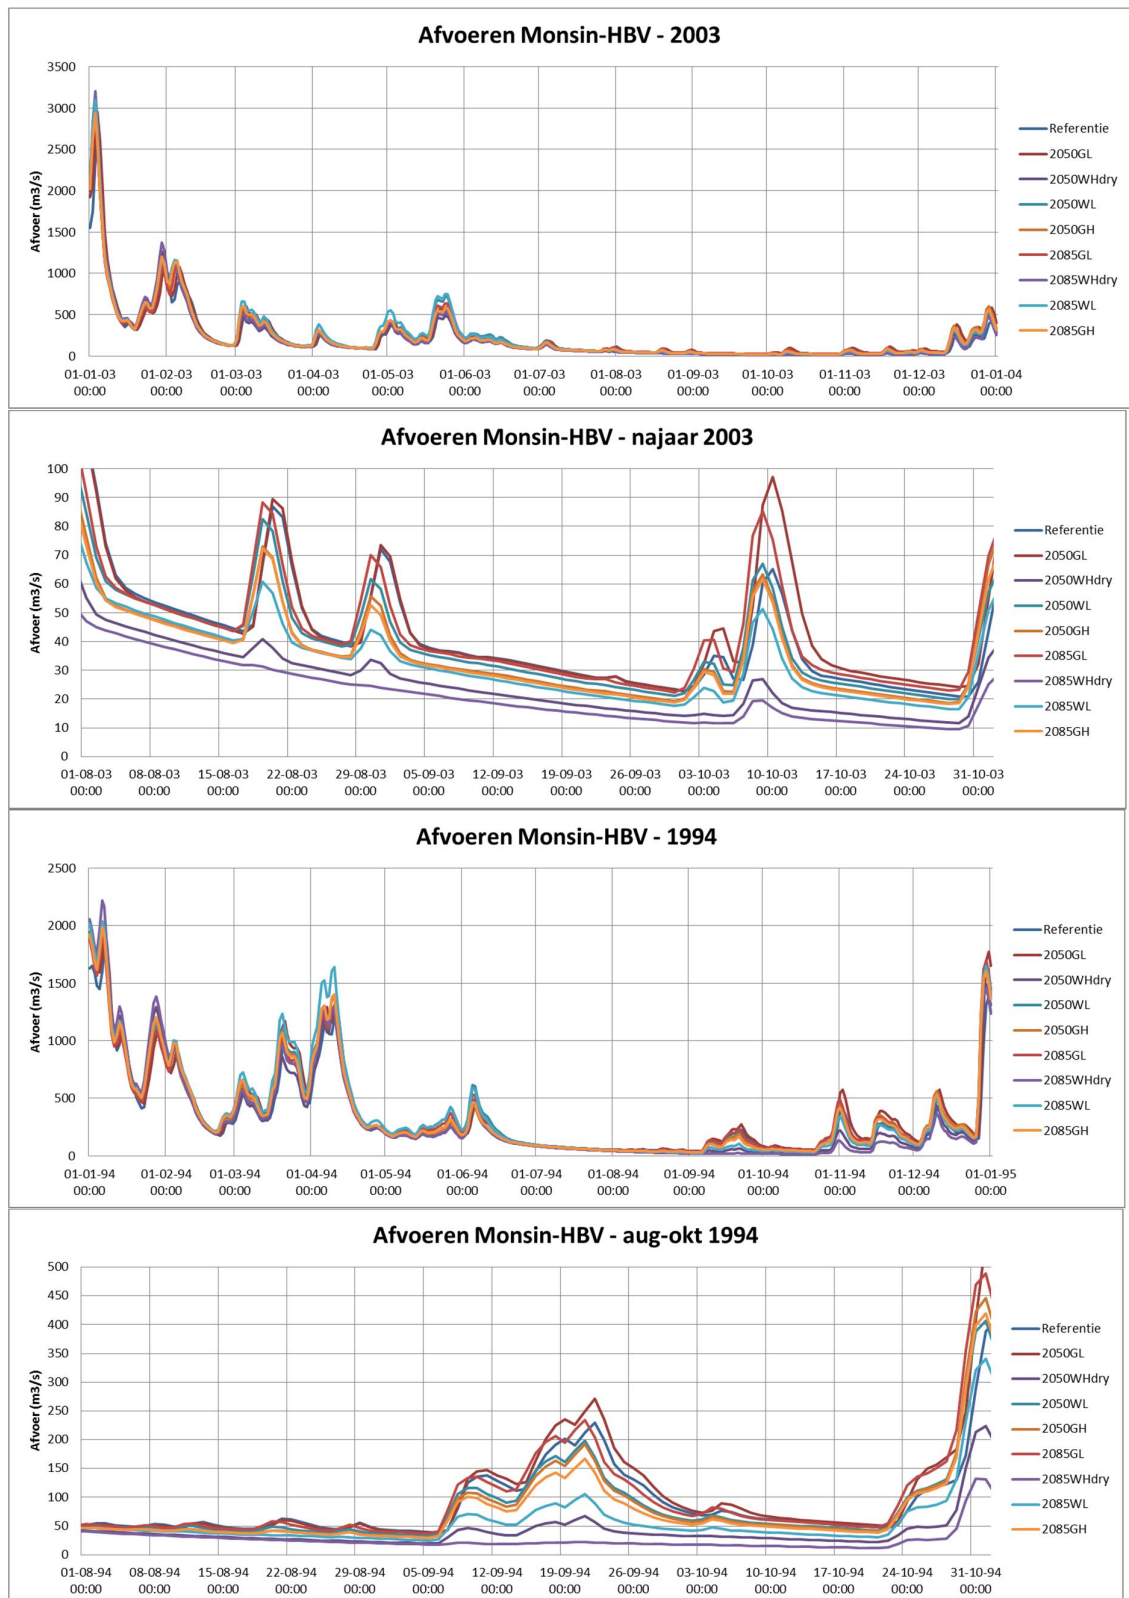 Afvoeren Monsin-HBV - 2003
3500
3000
2500
2000
1500
1000
500
0
Afvoer (m3/s)
01-01-03 01-02-03 01-03-03 01-04-03 01-05-03 01-06-03 01-07-03 01-08-03 01-09-03 01-10-03 01-11-03 01-12-03 01-01-04
00:00 00:00 00:00 00:00 00:00 00:00 00:00 00:00 00:00 00:00 00:00 00:00 00:00
Referentie
2050GL
2050WHdry
2050WL
2050GH
2085GL
2085WHdry
2085WL
2085GH
Afvoeren Monsin-HBV - najaar 2003
100
90
80
70
60
50
40
30
20
10
0
Afvoer (m3/s)
01-08-03 08-08-03 15-08-03 22-08-03 29-08-03 05-09-03 12-09-03 19-09-03 26-09-03 03-10-03 10-10-03 17-10-03 24-10-03 31-10-03
00:00 00:00 00:00 00:00 00:00 00:00 00:00 00:00 00:00 00:00 00:00 00:00 00:00 00:00
Referentie
2050GL
2050WHdry
2050WL
2050GH
2085GL
2085WHdry
2085WL
2085GH
Afvoeren Monsin-HBV - 1994
2500
2000
1500
1000
500
0
Afvoer (m3/s)
01-01-94 01-02-94 01-03-94 01-04-94 01-05-94 01-06-94 01-07-94 01-08-94 01-09-94 01-10-94 01-11-94 01-12-94 01-01-95
00:00 00:00 00:00 00:00 00:00 00:00 00:00 00:00 00:00 00:00 00:00 00:00 00:00
Referentie
2050GL
2050WHdry
2050WL
2050GH
2085GL
2085WHdry
2085WL
2085GH
Afvoeren Monsin-HBV - aug-okt 1994
500
450
400
350
300
250
200
150
100
50
0
Afvoer (m3/s)
01-08-94 08-08-94 15-08-94 22-08-94 29-08-94 05-09-94 12-09-94 19-09-94 26-09-94 03-10-94 10-10-94 17-10-94 24-10-94 31-10-94
00:00 00:00 00:00 00:00 00:00 00:00 00:00 00:00 00:00 00:00 00:00 00:00 00:00 00:00
Referentie
2050GL
2050WHdry
2050WL
2050GH
2085GL
2085WHdry
2085WL
2085GH